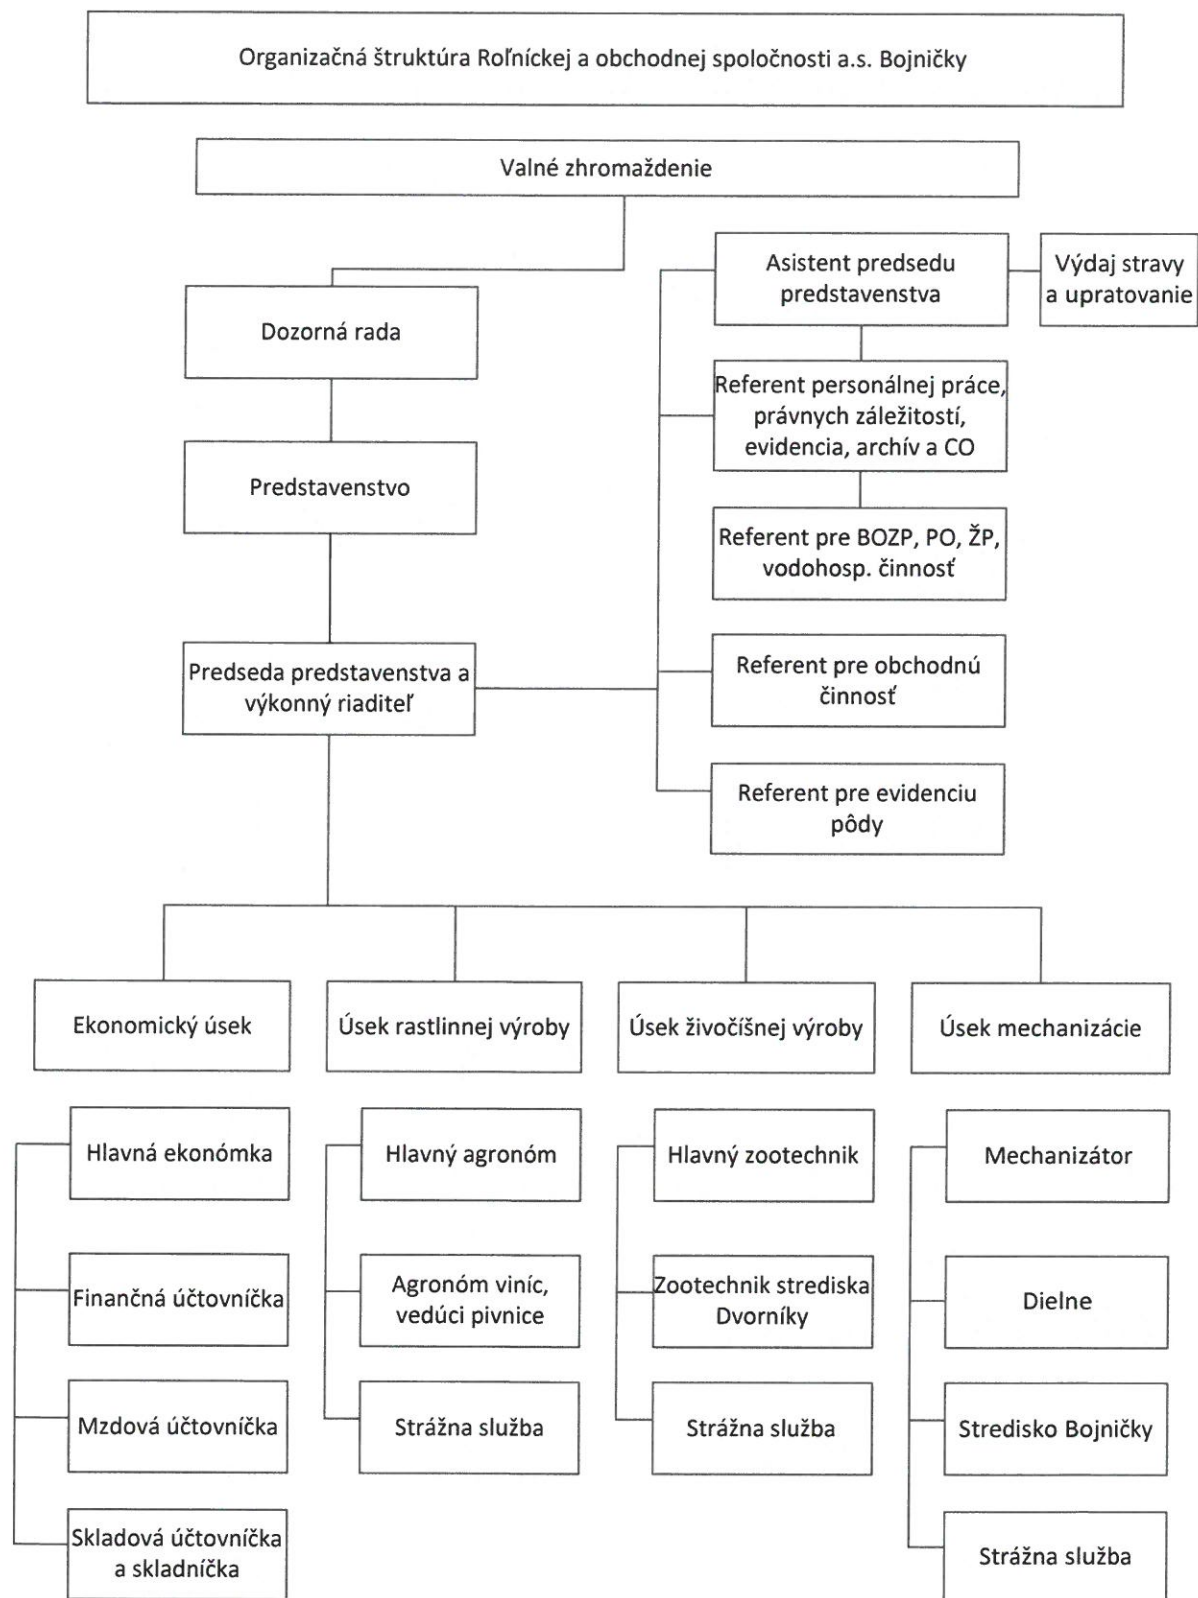 Organizačná štruktúra Roľníckej a obchodnej spoločnosti a.s. Bojničky
Valné zhromaždenie
Asistent predsedu
predstavenstva
Výdaj stravy
a upratovanie
Dozorná rada
Referent personálnej práce,
právnych záležitostí,
evidencia, archív a CO
Predstavenstvo
Referent pre BOZP, PO, ŽP,
vodohosp. činnosť
Predseda predstavenstva a
výkonný riaditeľ
Referent pre obchodnú
činnosť
Referent pre evidenciu
pôdy
Ekonomický úsek
Úsek rastlinnej výroby
Úsek živočíšnej výroby
Úsek mechanizácie
Hlavná ekonómka
Hlavný agronóm
Hlavný zootechnik
Mechanizátor
Finančná účtovníčka
Agronóm viníc,
vedúci pivnice
Zootechnik strediska
Dvorníky
Dielne
Mzdová účtovníčka
Strážna služba
Strážna služba
Stredisko Bojničky
Skladová účtovníčka
a skladníčka
Strážna služba